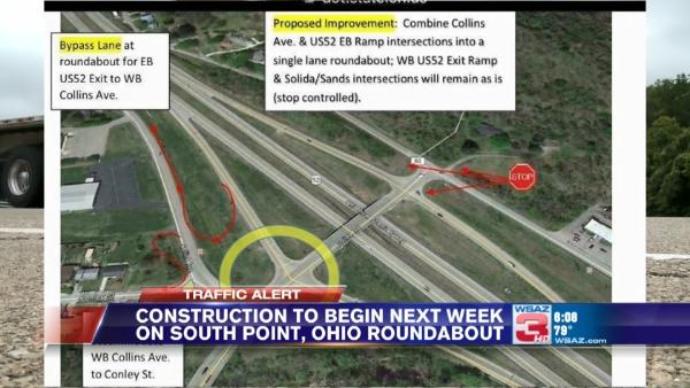 Bypass Lane at
roundabout for EB
US52 Exit to WB
Collins Ave.
Proposed Improvement: Combine Collins
Ave. & US52 EB Ramp intersections into a
single lane roundabout; WB US52 Exit Ramp
& Solida/Sands intersections will remain as is
(stop controlled).
STOP
TRAFFIC ALERT
CONSTRUCTION TO BEGIN NEXT WEEK
ON SOUTH POINT, OHIO ROUNDABOUT
WSAZ
3
HD
6:08
79°
WSAZ.com
WB Collins Ave.
to Conley St.